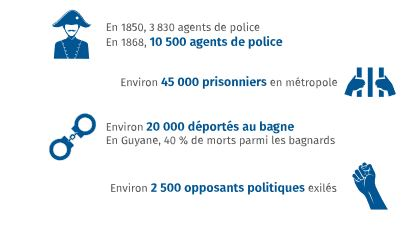 En 1850, 3 830 agents de police
En 1868, 10 500 agents de police
Environ 45 000 prisonniers en métropole
Environ 20 000 déportés au bagne
En Guyane, 40 % de morts parmi les bagnards
Environ 2 500 opposants politiques exilés